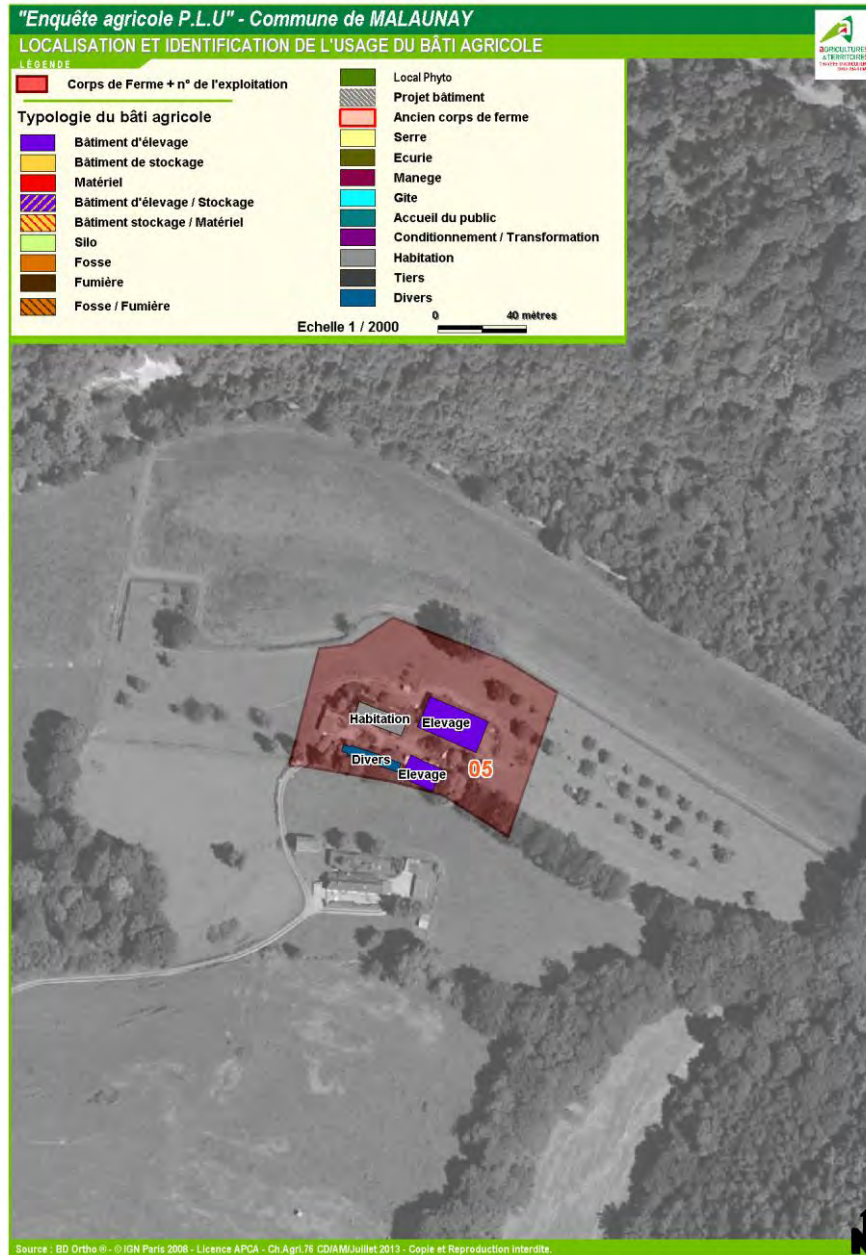 "Enquête agricole P.L.U" - Commune de MALAUNAY
LOCALISATION ET IDENTIFICATION DE L'USAGE DU BÂTI AGRICOLE
AGRICULTURES
& TERRITOIRES
LÉGENDE
Corps de Ferme + n° de l'exploitation
Typologie du bâti agricole
Bâtiment d'élevage
Bâtiment de stockage
Matériel
Bâtiment d'élevage / Stockage
Bâtiment stockage / Matériel
Silo
Fosse
Fumière
Fosse / Fumière
Local Phyto
Projet bâtiment
Ancien corps de ferme
Serre
Ecurie
Manege
Gîte
Accueil du public
Conditionnement / Transformation
Habitation
Tiers
Divers
Echelle 1 / 2000
0 40 mètres
Habitation
Elevage
Divers
Elevage
05
Source : BD Ortho ® - © IGN Paris 2008 - Licence APCA - Ch.Agri.76 CD/AM/Juillet 2013 - Copie et Reproduction interdite.